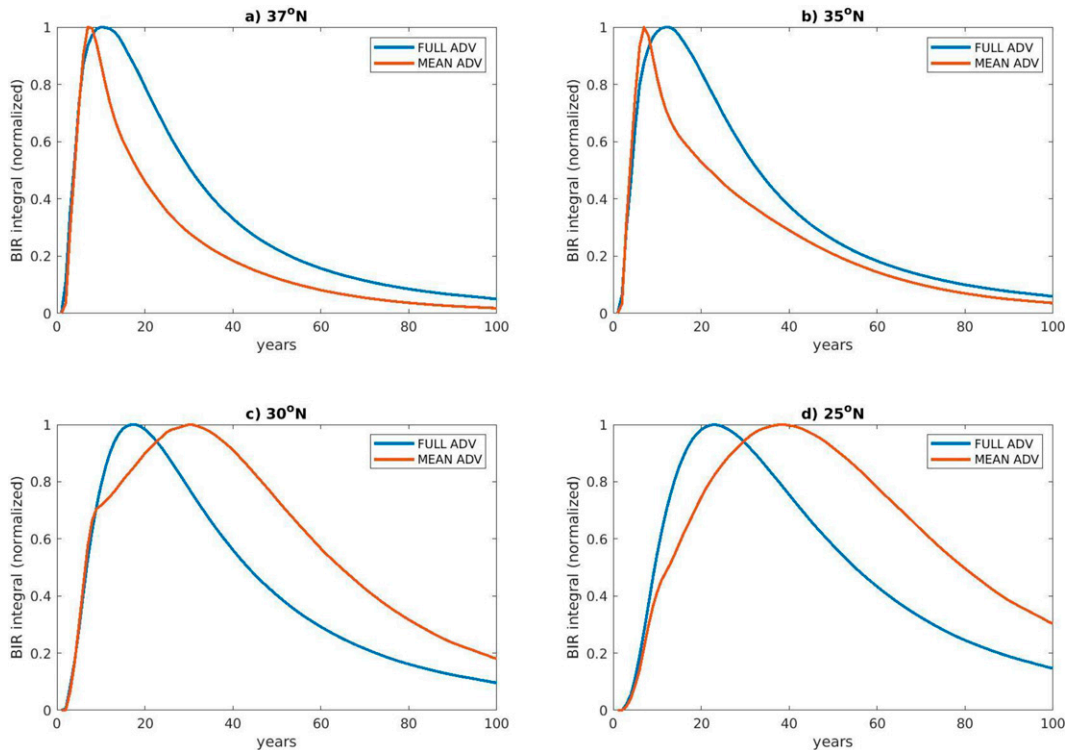 a) 37°N
BIR integral (normalized)
1
0.8
0.6
0.4
0.2
0
FULL ADV
MEAN ADV
0 20 40 60 80 100
years
b) 35°N
BIR integral (normalized)
1
0.8
0.6
0.4
0.2
0
FULL ADV
MEAN ADV
0 20 40 60 80 100
years
c) 30°N
BIR integral (normalized)
1
0.8
0.6
0.4
0.2
0
FULL ADV
MEAN ADV
0 20 40 60 80 100
years
d) 25°N
BIR integral (normalized)
1
0.8
0.6
0.4
0.2
0
FULL ADV
MEAN ADV
0 20 40 60 80 100
years